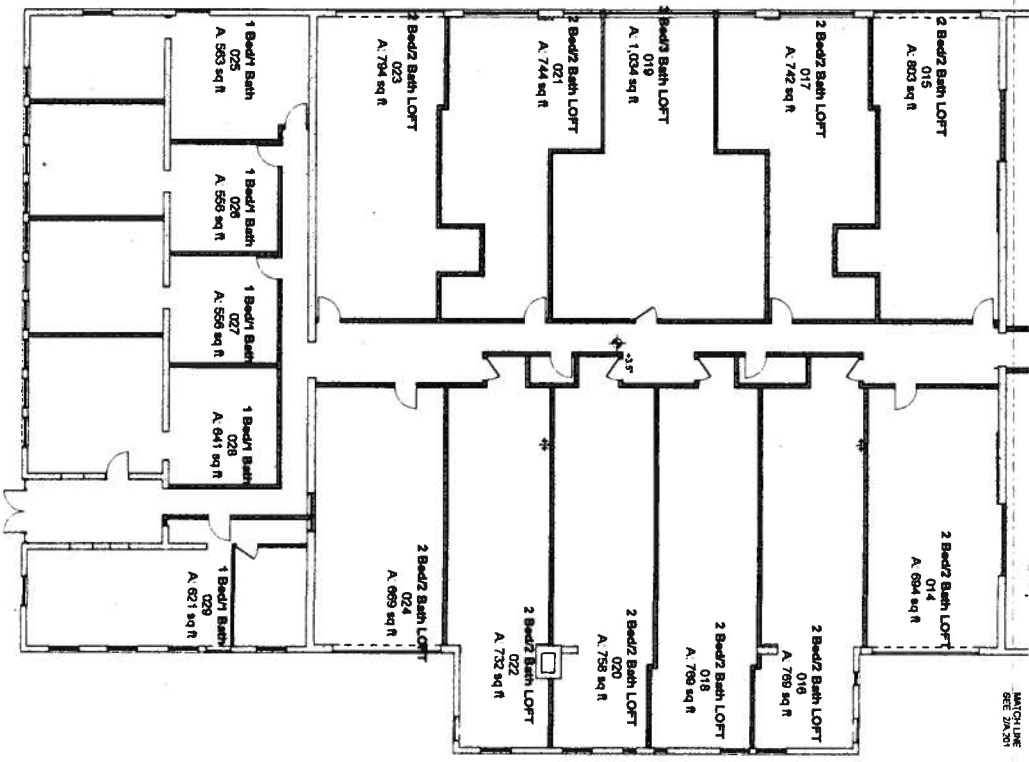 1 Bed/1 Bath
025
A: 563 sq ft
2 Bed/2 Bath LOFT
023
A: 794 sq ft
2 Bed/2 Bath LOFT
021
A: 744 sq ft
3 Bed/3 Bath LOFT
019
A: 1,034 sq ft
2 Bed/2 Bath LOFT
017
A: 742 sq ft
2 Bed/2 Bath LOFT
015
A: 803 sq ft
1 Bed/1 Bath
026
A: 556 sq ft
1 Bed/1 Bath
027
A: 556 sq ft
1 Bed/1 Bath
028
A: 641 sq ft
+3.5"
1 Bed/1 Bath
029
A: 621 sq ft
2 Bed/2 Bath LOFT
024
A: 669 sq ft
2 Bed/2 Bath LOFT
022
A: 732 sq ft
2 Bed/2 Bath LOFT
020
A: 758 sq ft
2 Bed/2 Bath LOFT
018
A: 769 sq ft
2 Bed/2 Bath LOFT
016
A: 769 sq ft
2 Bed/2 Bath LOFT
014
A: 694 sq ft
MATCH LINE
SEE 2/A.201